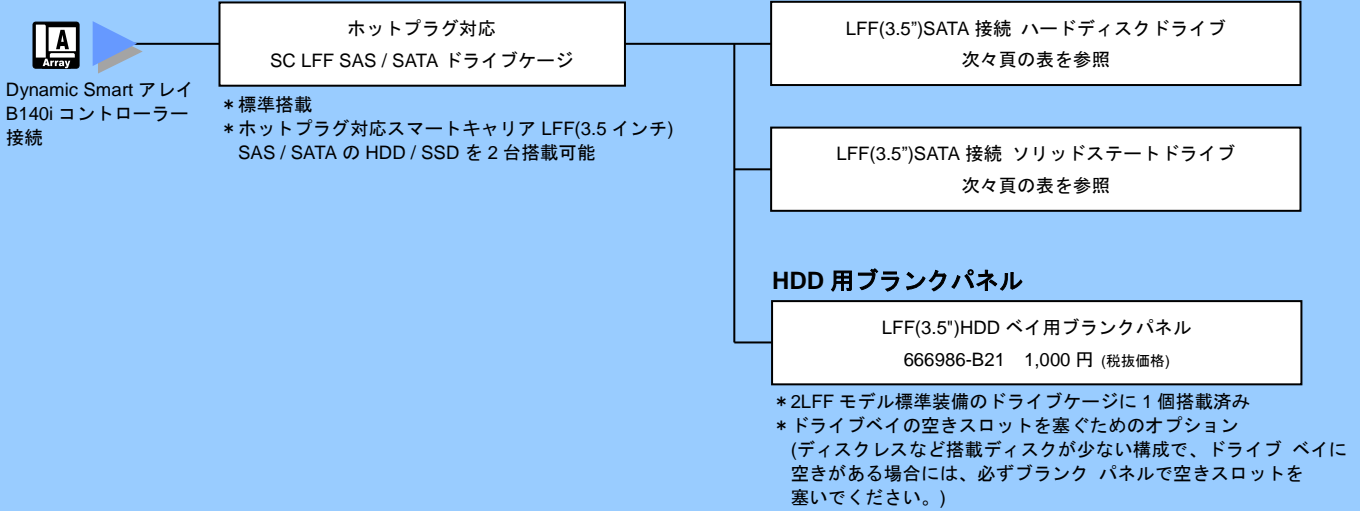 A
Array
Dynamic Smart アレイ
B140i コントローラー
接続
ホットプラグ対応
SC LFF SAS / SATA ドライブケージ
＊標準搭載
＊ホットプラグ対応スマートキャリア LFF(3.5 インチ)
SAS / SATA の HDD / SSD を 2 台搭載可能
LFF(3.5”)SATA 接続 ハードディスクドライブ
次々頁の表を参照
LFF(3.5”)SATA 接続 ソリッドステートドライブ
次々頁の表を参照
HDD 用ブランクパネル
LFF(3.5")HDD ベイ用ブランクパネル
666986-B21 1,000 円 (税抜価格)
＊2LFF モデル標準装備のドライブケージに 1 個搭載済み
＊ドライブベイの空きスロットを塞ぐためのオプション
(ディスクレスなど搭載ディスクが少ない構成で、ドライブ ベイに
空きがある場合には、必ずブランク パネルで空きスロットを
塞いでください。)